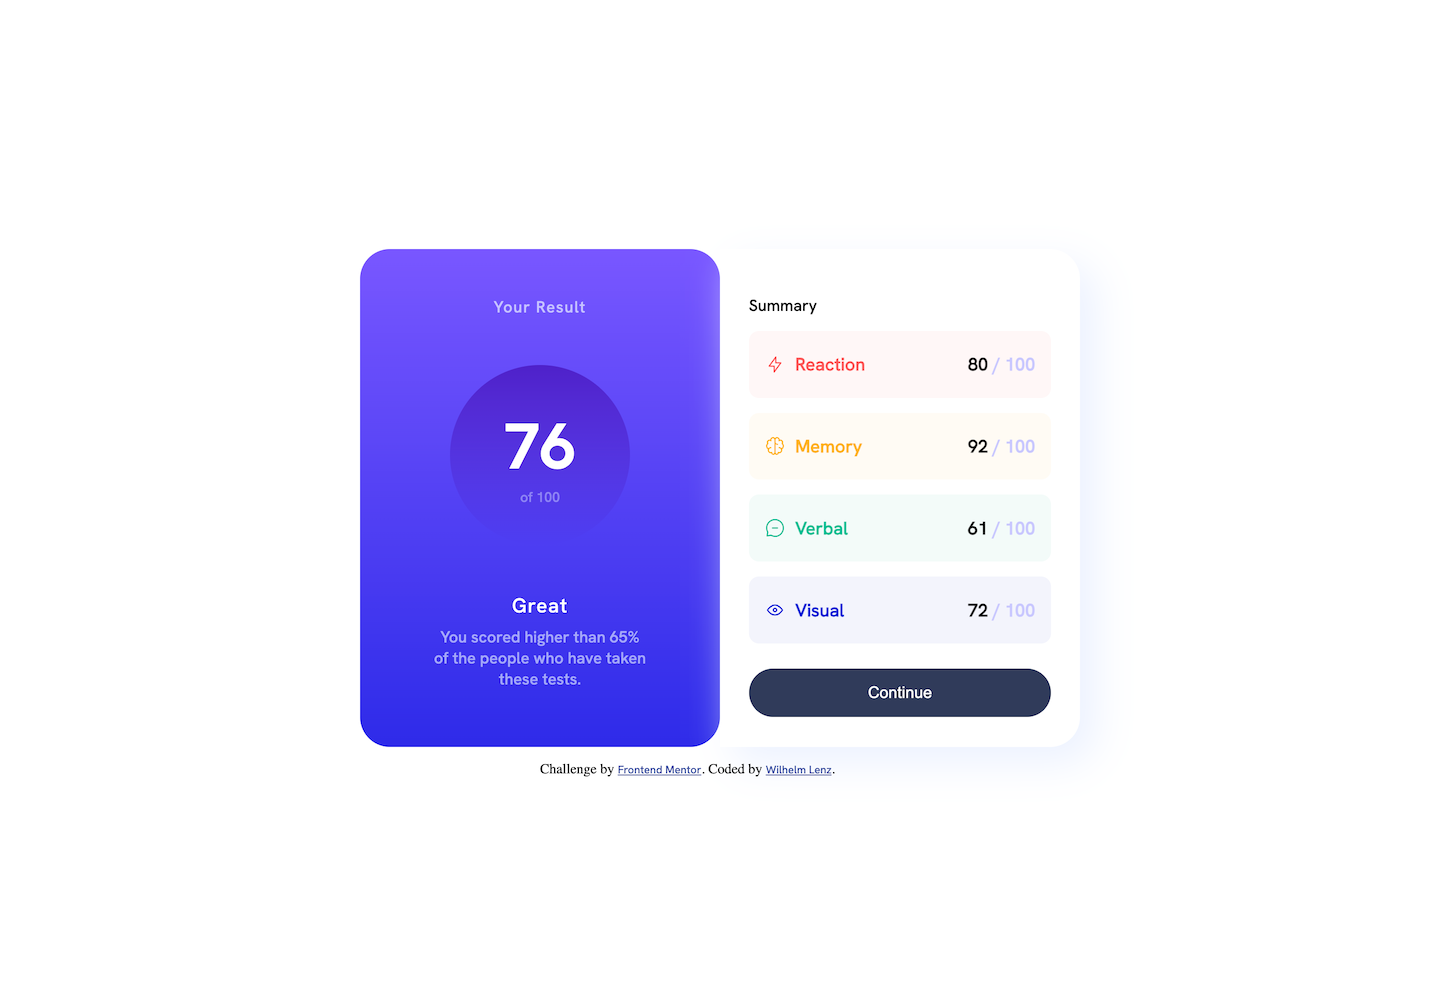 Your Result
76
of 100
Great
You scored higher than 65%
of the people who have taken
these tests.
Summary
Reaction 80 / 100
Memory 92 / 100
Verbal 61 / 100
Visual 72 / 100
Continue
Challenge by Frontend Mentor. Coded by Wilhelm Lenz.